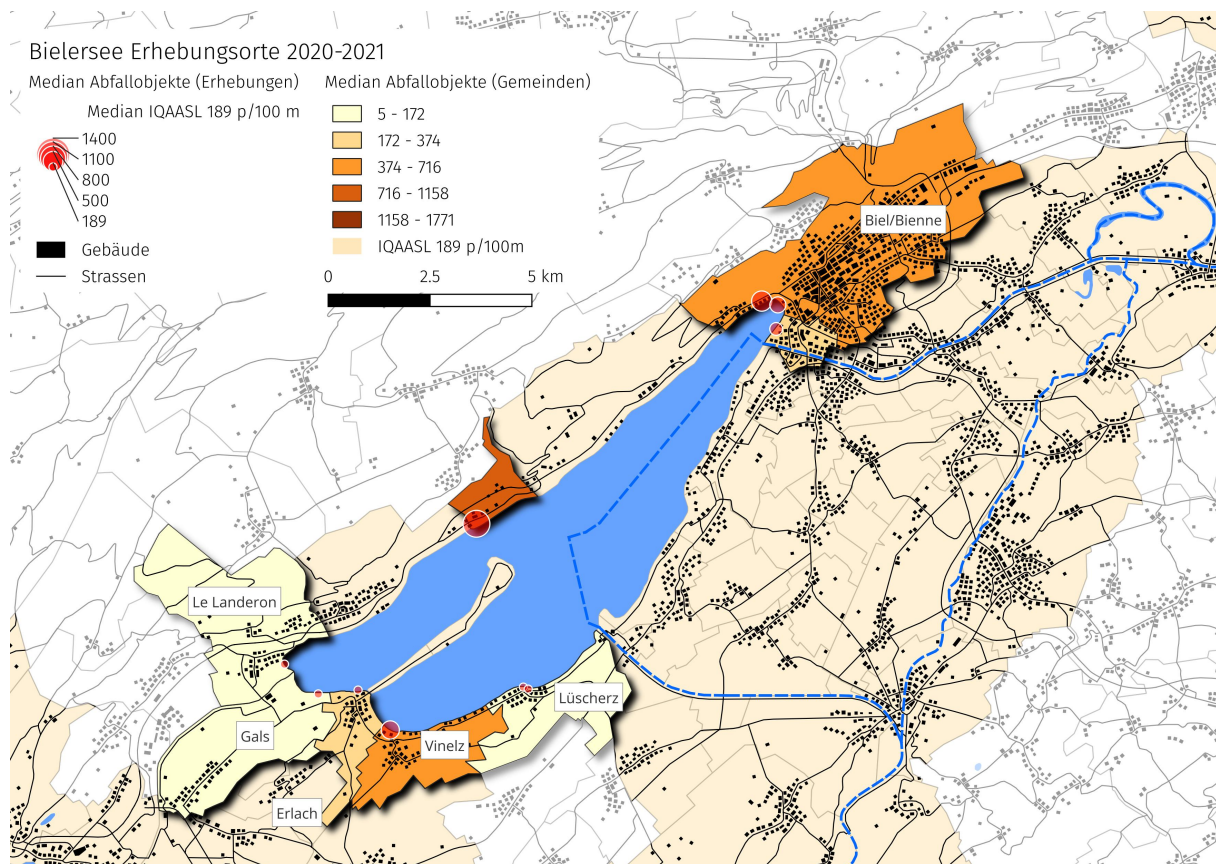 Bielersee Erhebungsorte 2020-2021
Median Abfallobjekte (Erhebungen)
Median IQAASL 189 p/100 m
1400
1100
800
500
189
Gebäude
Strassen
Median Abfallobjekte (Gemeinden)
5 - 172
172 - 374
374 - 716
716 - 1158
1158 - 1771
IQAASL 189 p/100m
0 2.5 5 km
Biel/Bienne
Le Landeron
Lüscherz
Gals
Vinelz
Erlach